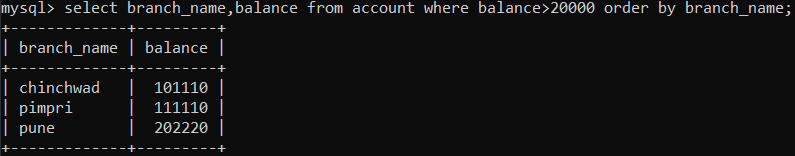 mysql> select branch_name,balance from account where balance>20000 order by branch_name;
+-------------+---------+
| branch_name | balance |
+-------------+---------+
| chinchwad   |  101110 |
| pimpri      |  111110 |
| pune        |  202220 |
+-------------+---------+